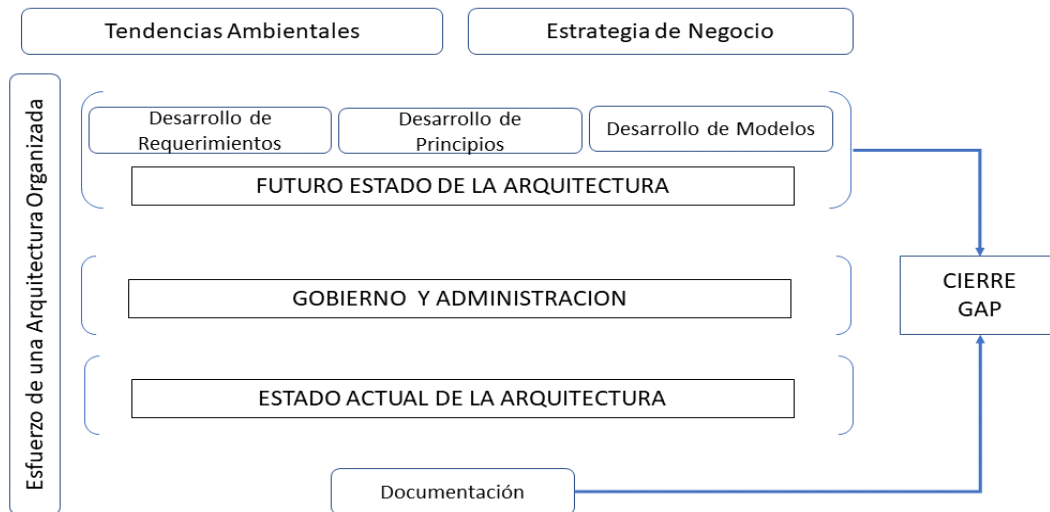 Tendencias Ambientales
Estrategia de Negocio
Esfuerzo de una Arquitectura Organizada
Desarrollo de
Requerimientos
Desarrollo de
Principios
Desarrollo de Modelos
FUTURO ESTADO DE LA ARQUITECTURA
GOBIERNO Y ADMINISTRACION
CIERRE
GAP
ESTADO ACTUAL DE LA ARQUITECTURA
Documentación